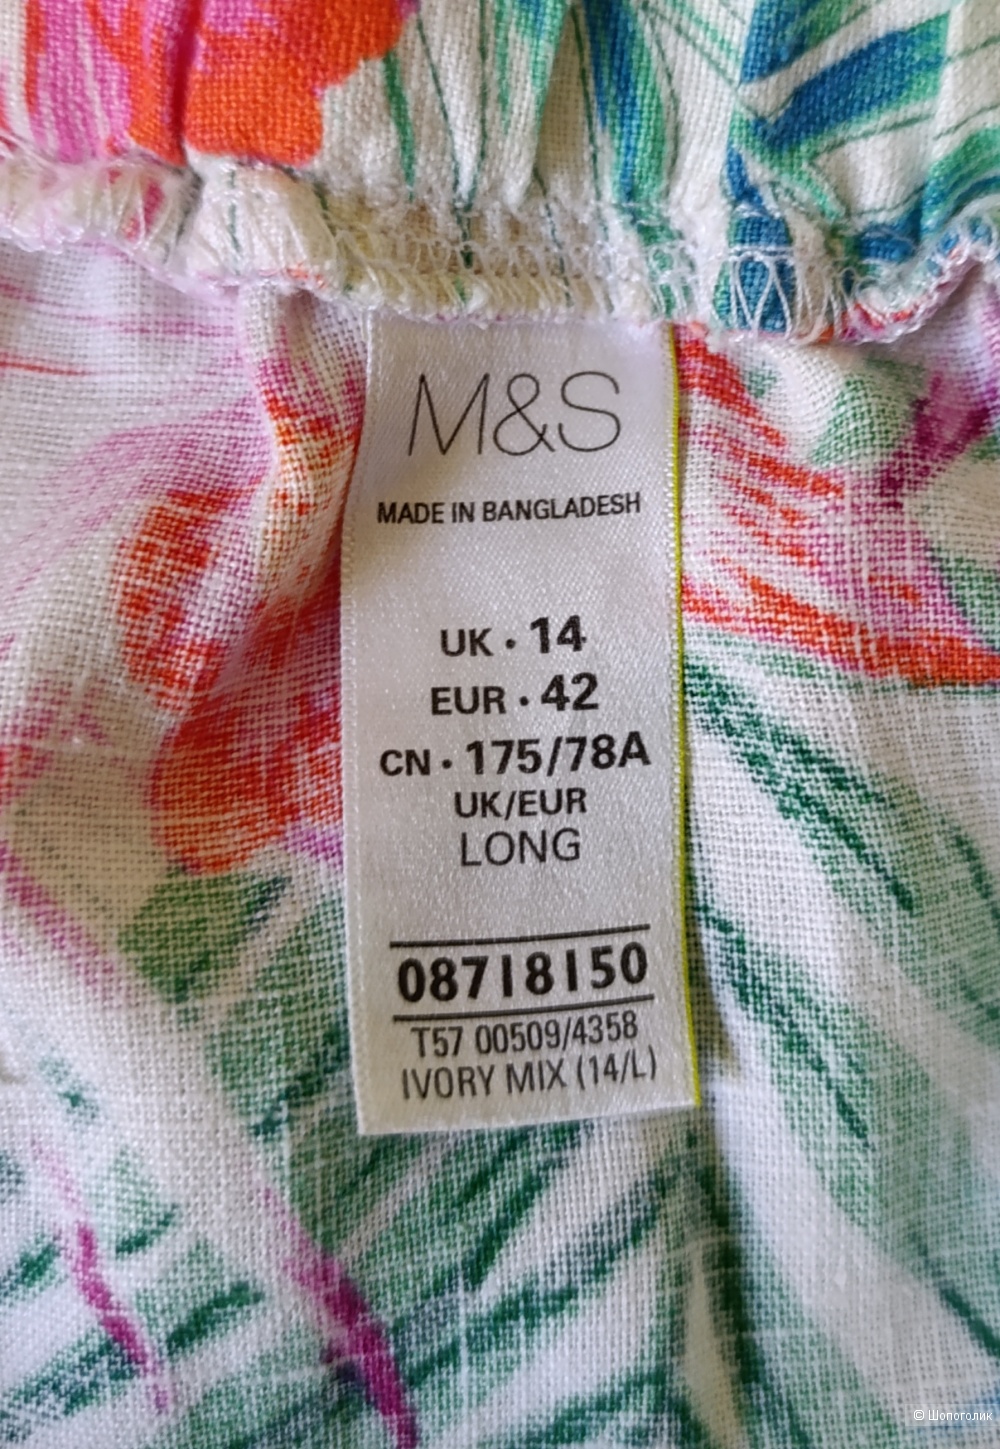 M&S
MADE IN BANGLADESH
UK · 14
EUR · 42
CN · 175/78A
UK/EUR
LONG
08718150
T57 00509/4358
IVORY MIX (14/L)
© Шопоголик